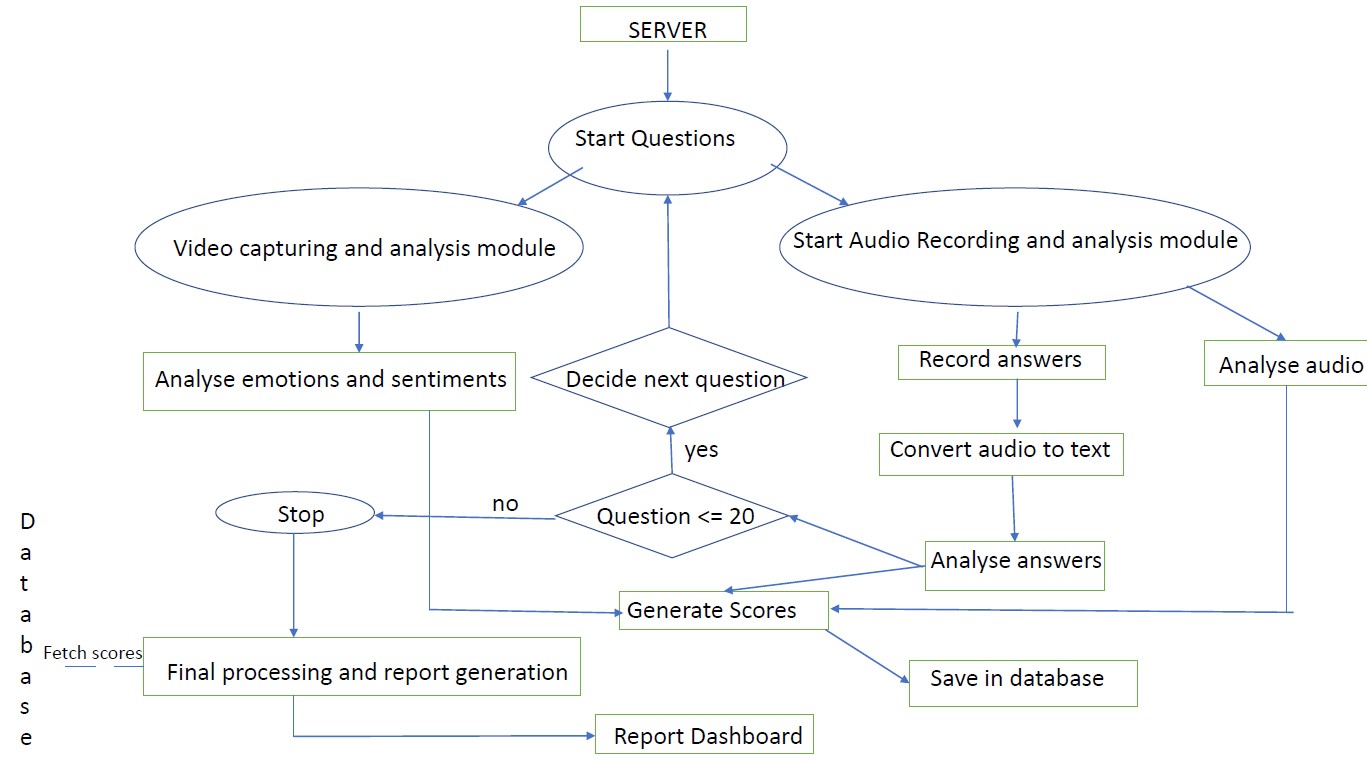 SERVER
Start Questions
Video capturing and analysis module
Start Audio Recording and analysis module
Analyse emotions and sentiments
Decide next question
Record answers
Analyse audio
yes
Convert audio to text
no
Stop
Question <= 20
Analyse answers
Generate Scores
Database
Fetch scores
Final processing and report generation
Save in database
Report Dashboard